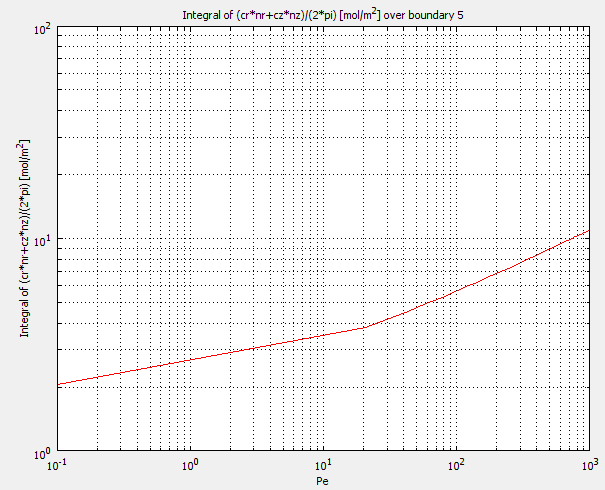 Integral of (cr*nr+cz*nz)/(2*pi) [mol/m²] over boundary 5
Integral of (cr*nr+cz*nz)/(2*pi) [mol/m²]
10²
10¹
10⁰
10⁻¹ 10⁰ 10¹ 10² 10³
Pe